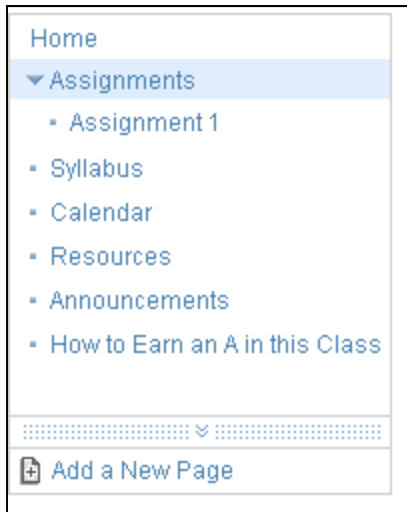 Home
Assignments
Assignment 1
Syllabus
Calendar
Resources
Announcements
How to Earn an A in this Class
Add a New Page